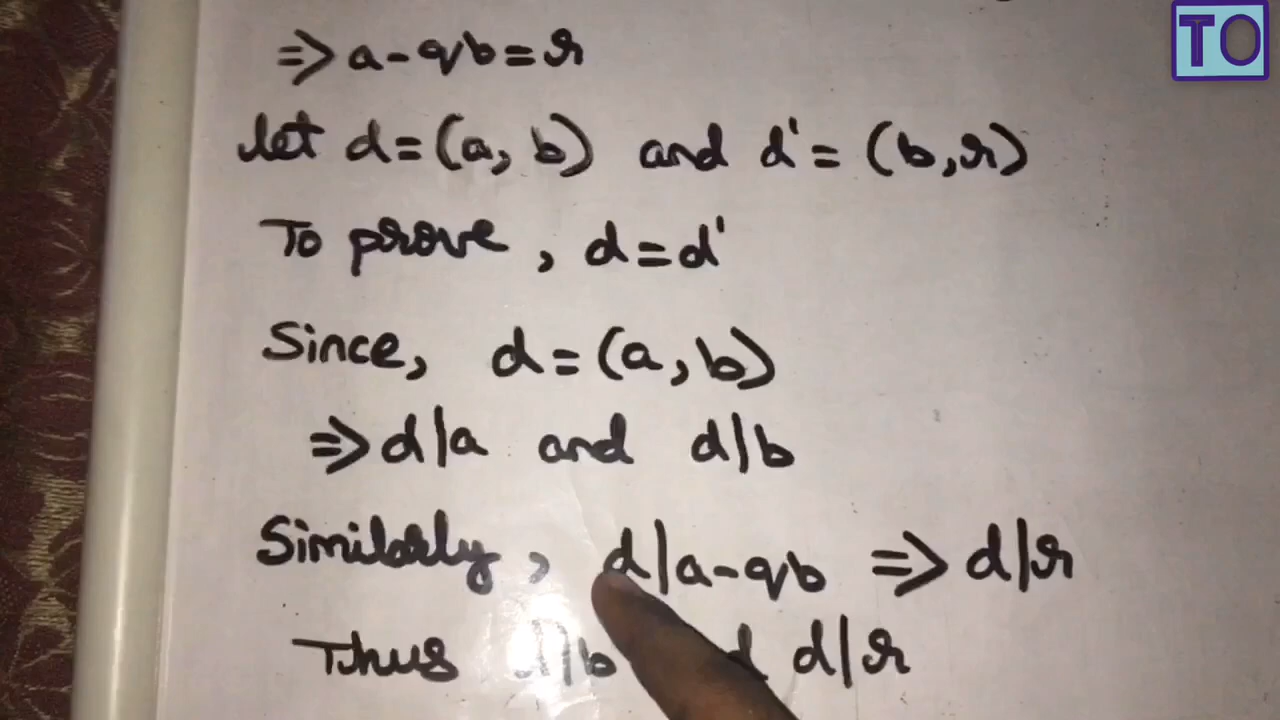 TO
=> a - qb = r
let d = (a, b) and d' = (b, r)
To prove, d = d'
Since, d = (a, b)
=> d | a and d | b
Similarly, d | a - qb => d | r
Thus d | b d | r